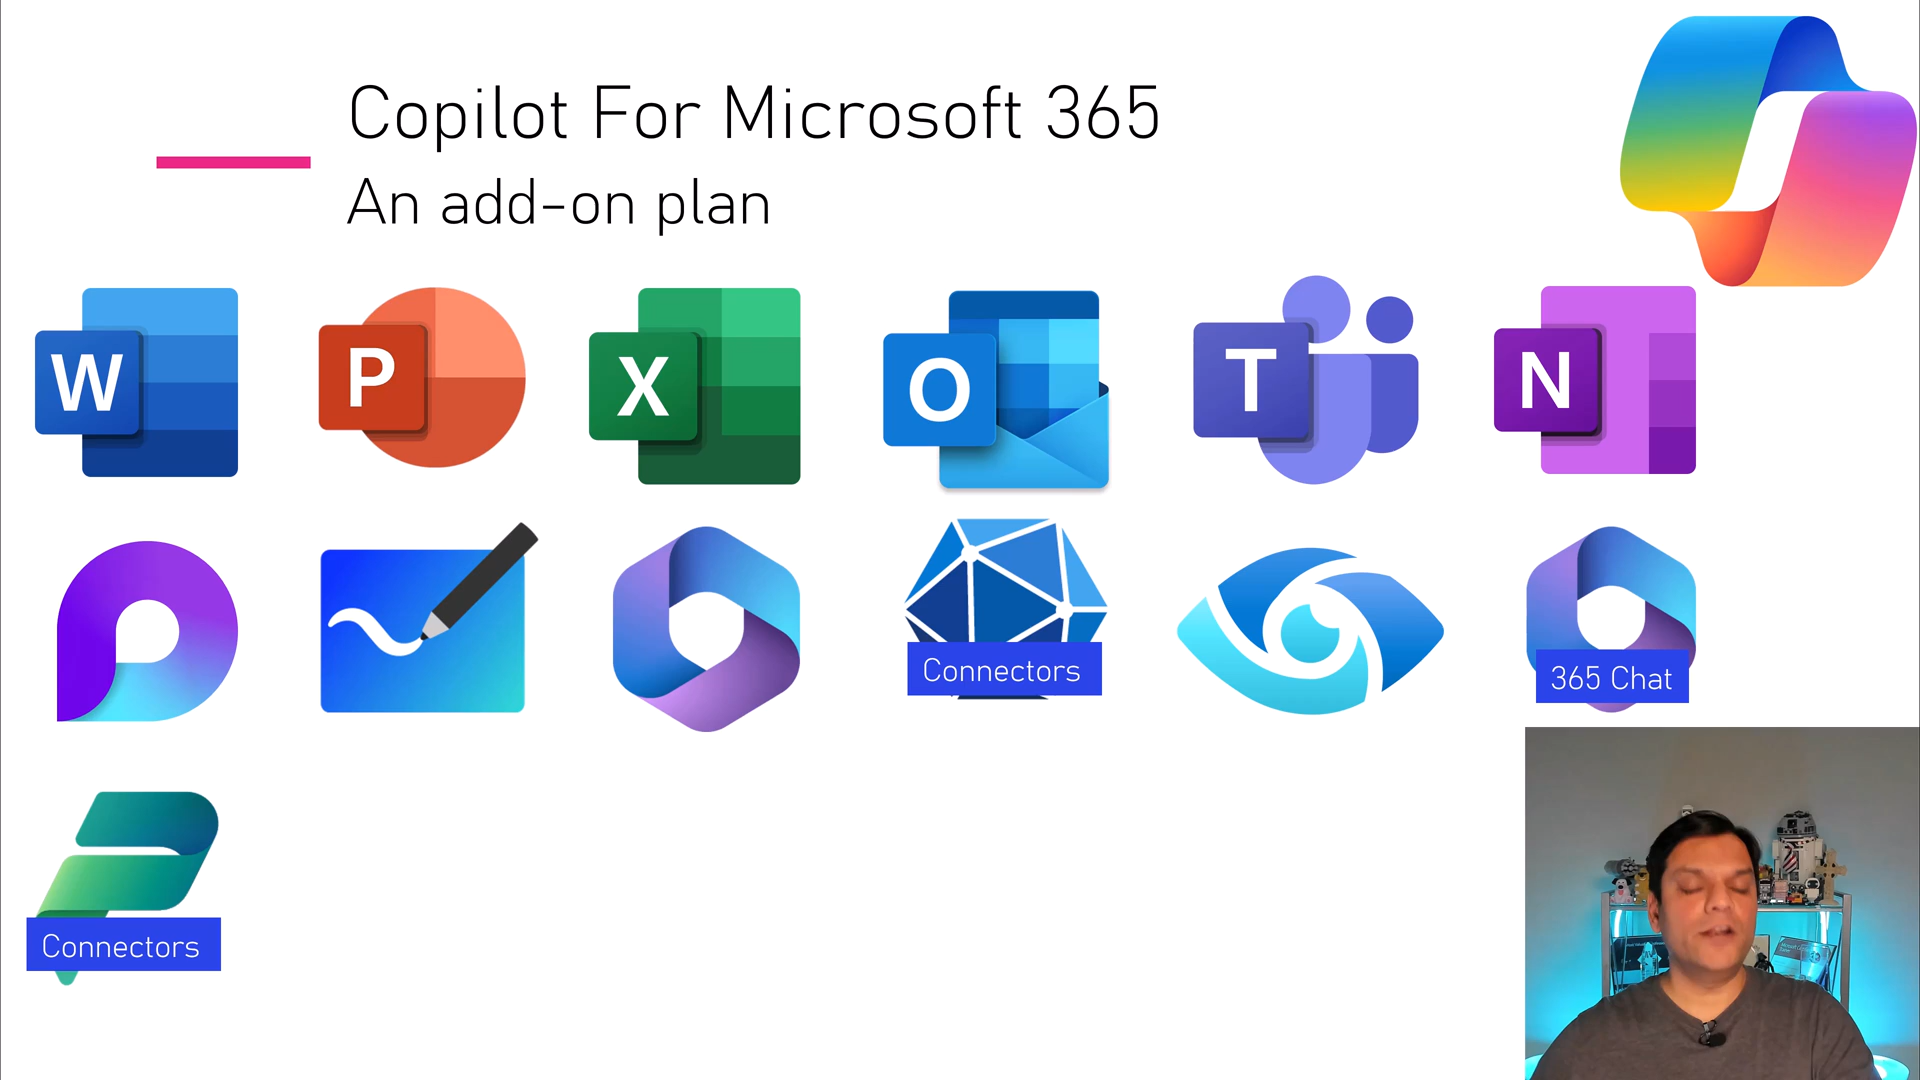 Copilot For Microsoft 365
An add-on plan
W
P
X
O
T
N
Connectors
365 Chat
Connectors